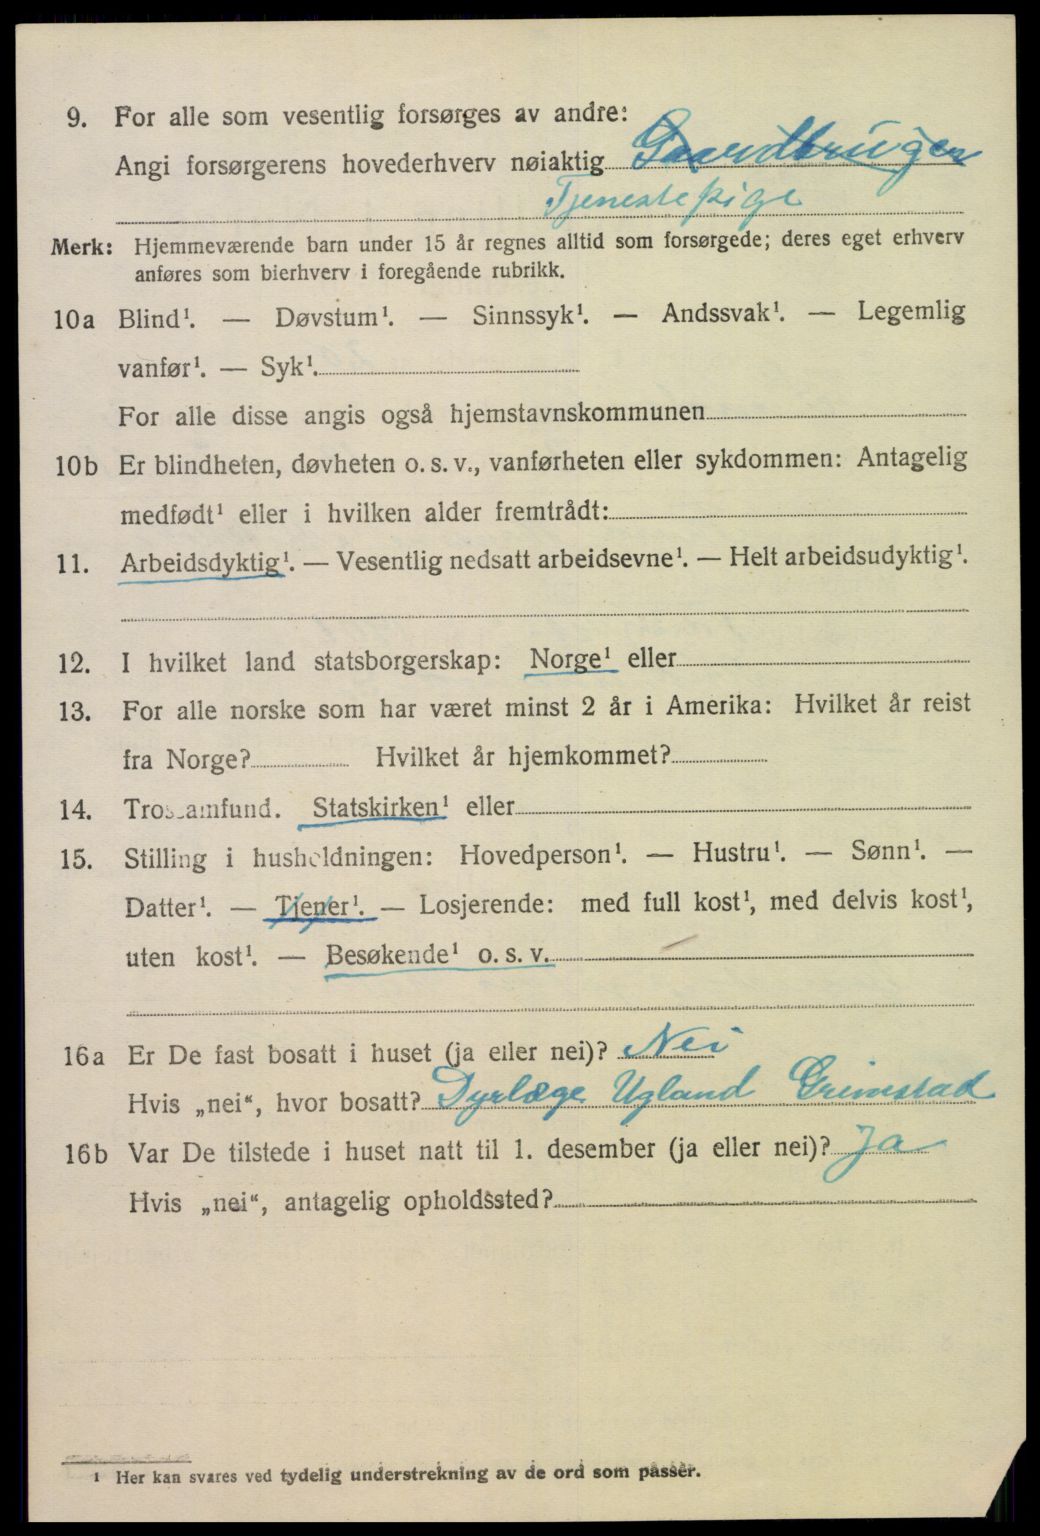 9. For alle som vesentlig forsørges av andre:
Angi forsørgerens hovederhverv nøiaktig Gaardbruger
Tjenestepige
Merk: Hjemmeværende barn under 15 år regnes alltid som forsørgede; deres eget erhverv
anføres som bierhverv i foregående rubrikk.
10a Blind¹. — Døvstum¹. — Sinnssyk¹. — Andssvak¹. — Legemlig
vanfør¹. — Syk¹.
For alle disse angis også hjemstavnskommunen
10b Er blindheten, døvheten o. s. v., vanførheten eller sykdommen: Antagelig
medfødt¹ eller i hvilken alder fremtrådt:
11. Arbeidsdyktig¹. — Vesentlig nedsatt arbeidsevne¹. — Helt arbeidsudyktig¹.
12. I hvilket land statsborgerskap: Norge¹ eller
13. For alle norske som har været minst 2 år i Amerika: Hvilket år reist
fra Norge? Hvilket år hjemkommet?
14. Trossamfund. Statskirken¹ eller
15. Stilling i husholdningen: Hovedperson¹. — Hustru¹. — Sønn¹. —
Datter¹. — Tjener¹. — Losjerende: med full kost¹, med delvis kost¹,
uten kost¹. — Besøkende¹ o. s. v.
16a Er De fast bosatt i huset (ja eller nei)? Nei
Hvis „nei“, hvor bosatt? Dyrlæge Ugland Grimstad
16b Var De tilstede i huset natt til 1. desember (ja eller nei)? Ja
Hvis „nei“, antagelig opholdssted?
¹ Her kan svares ved tydelig understrekning av de ord som passer.